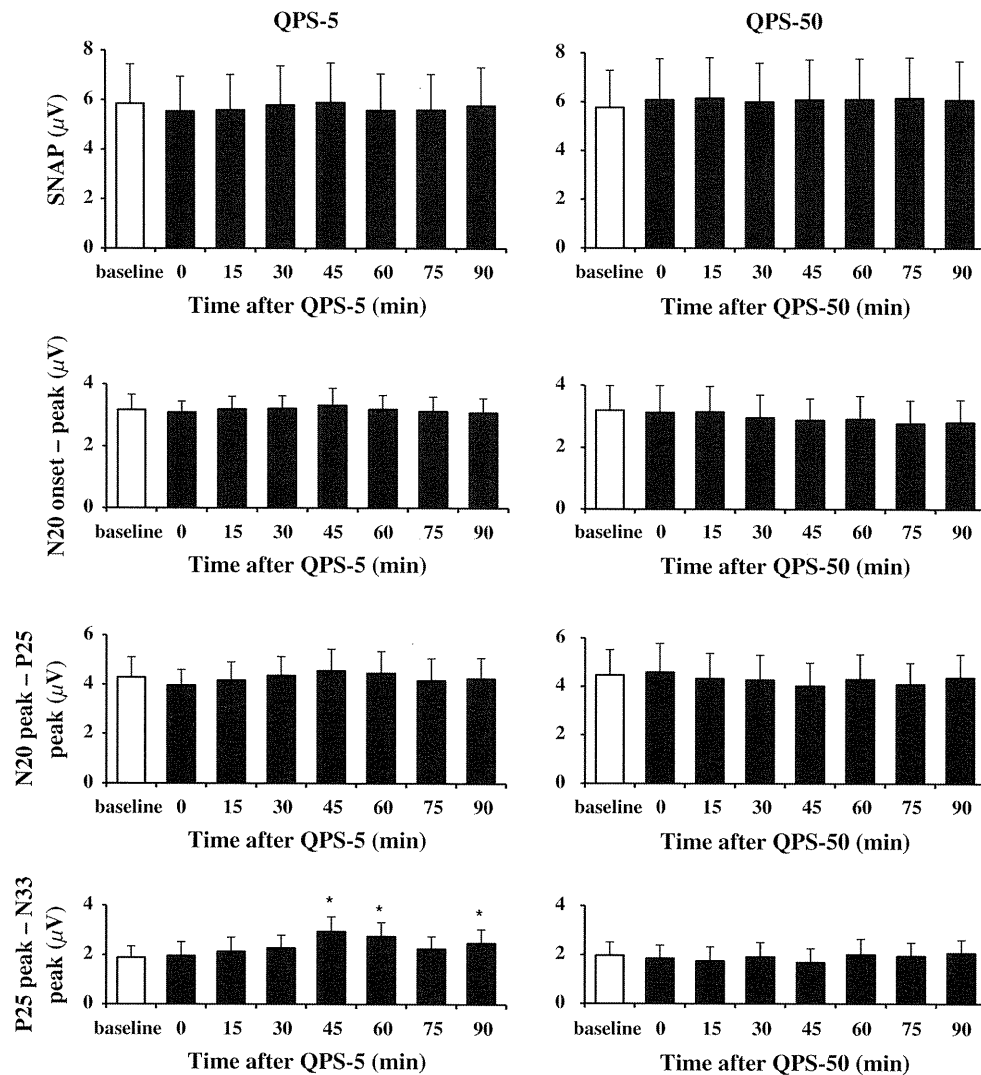 QPS-5
QPS-50
SNAP (μV)
8
6
4
2
0
baseline 0 15 30 45 60 75 90
Time after QPS-5 (min)
8
6
4
2
0
baseline 0 15 30 45 60 75 90
Time after QPS-50 (min)
N20 onset – peak (μV)
4
2
0
baseline 0 15 30 45 60 75 90
Time after QPS-5 (min)
4
2
0
baseline 0 15 30 45 60 75 90
Time after QPS-50 (min)
N20 peak – P25
peak (μV)
6
4
2
0
baseline 0 15 30 45 60 75 90
Time after QPS-5 (min)
6
4
2
0
baseline 0 15 30 45 60 75 90
Time after QPS-50 (min)
P25 peak – N33
peak (μV)
4
2
0
* * *
baseline 0 15 30 45 60 75 90
Time after QPS-5 (min)
4
2
0
baseline 0 15 30 45 60 75 90
Time after QPS-50 (min)